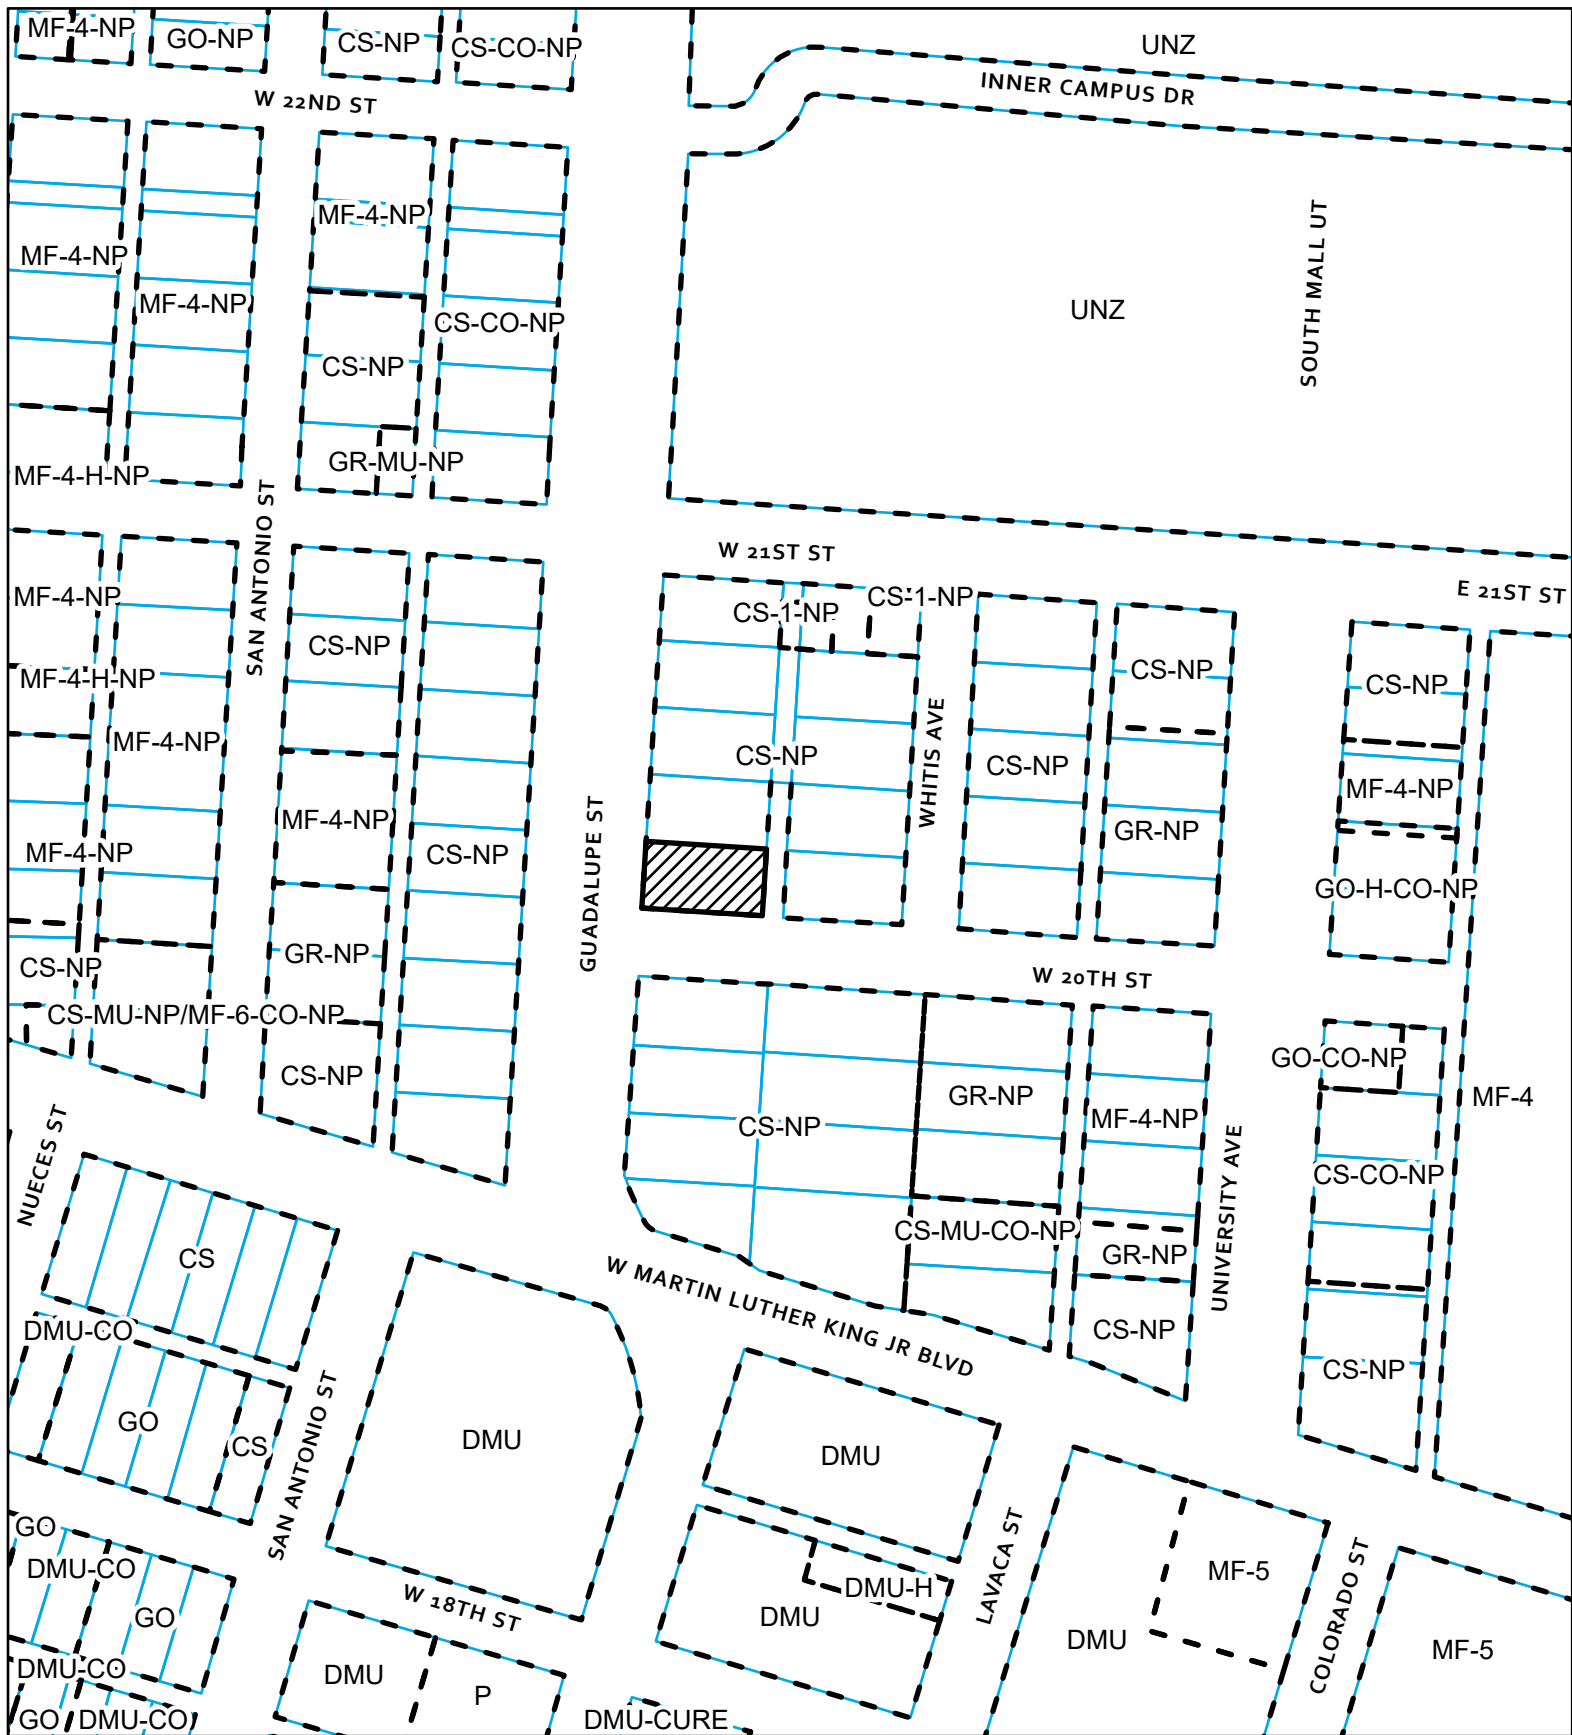 MF-4-NP
GO-NP
CS-NP
CS-CO-NP
UNZ
INNER CAMPUS DR
W 22ND ST
MF-4-NP
MF-4-NP
MF-4-NP
CS-CO-NP
CS-NP
GR-MU-NP
MF-4-H-NP
UNZ
SOUTH MALL UT
SAN ANTONIO ST
W 21ST ST
E 21ST ST
MF-4-NP
MF-4-H-NP
MF-4-NP
MF-4-NP
CS-NP
MF-4-NP
CS-NP
GR-NP
CS-NP
CS-MU-NP/MF-6-CO-NP
CS-NP
GUADALUPE ST
CS-1-NP
CS-1-NP
CS-NP
WHITIS AVE
CS-NP
CS-NP
GR-NP
CS-NP
MF-4-NP
GO-H-CO-NP
W 20TH ST
CS-NP
GR-NP
MF-4-NP
CS-MU-CO-NP
GR-NP
CS-NP
UNIVERSITY AVE
GO-CO-NP
MF-4
CS-CO-NP
CS-NP
NUECES ST
CS
DMU-CO
GO
CS
SAN ANTONIO ST
W MARTIN LUTHER KING JR BLVD
DMU
DMU
DMU-H
DMU
LAVACA ST
DMU
MF-5
COLORADO ST
MF-5
GO
DMU-CO
GO
DMU-CO
GO
DMU-CO
W 18TH ST
DMU
P
DMU-CURE